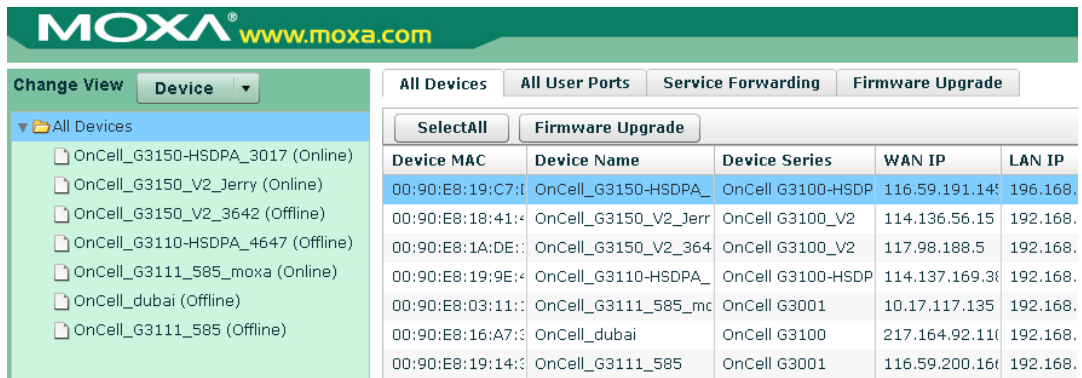 MOXA® www.moxa.com
Change View Device
All Devices All User Ports Service Forwarding Firmware Upgrade
All Devices
OnCell_G3150-HSDPA_3017 (Online)
OnCell_G3150_V2_Jerry (Online)
OnCell_G3150_V2_3642 (Offline)
OnCell_G3110-HSDPA_4647 (Offline)
OnCell_G3111_585_moxa (Online)
OnCell_dubai (Offline)
OnCell_G3111_585 (Offline)
SelectAll Firmware Upgrade
Device MAC Device Name Device Series WAN IP LAN IP
00:90:E8:19:C7: OnCell_G3150-HSDPA_ OnCell G3100-HSDP 116.59.191.145 196.168.
00:90:E8:18:41: OnCell_G3150_V2_Jerr OnCell G3100_V2 114.136.56.15 192.168.
00:90:E8:1A:DE: OnCell_G3150_V2_364 OnCell G3100_V2 117.98.188.5 192.168.
00:90:E8:19:9E: OnCell_G3110-HSDPA_ OnCell G3100-HSDP 114.137.169.38 192.168.
00:90:E8:03:11: OnCell_G3111_585_mo OnCell G3001 10.17.117.135 192.168.
00:90:E8:16:A7: OnCell_dubai OnCell G3100 217.164.92.110 192.168.
00:90:E8:19:14: OnCell_G3111_585 OnCell G3001 116.59.200.166 192.168.